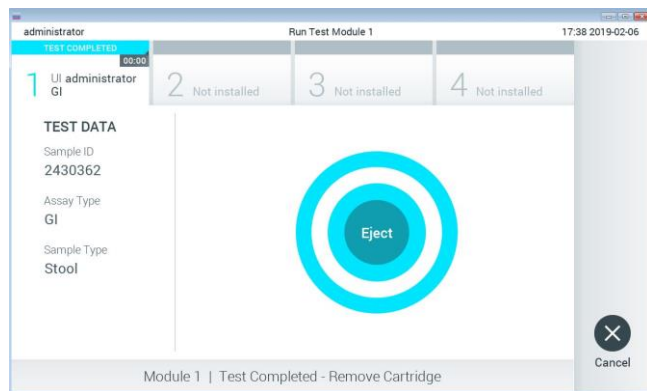 administrator Run Test Module 1 17:38 2019-02-06
TEST COMPLETED
00:00
1 UI administrator
GI
2 Not installed
3 Not installed
4 Not installed
TEST DATA
Sample ID
2430362
Assay Type
GI
Sample Type
Stool
Eject
Cancel
Module 1 | Test Completed - Remove Cartridge